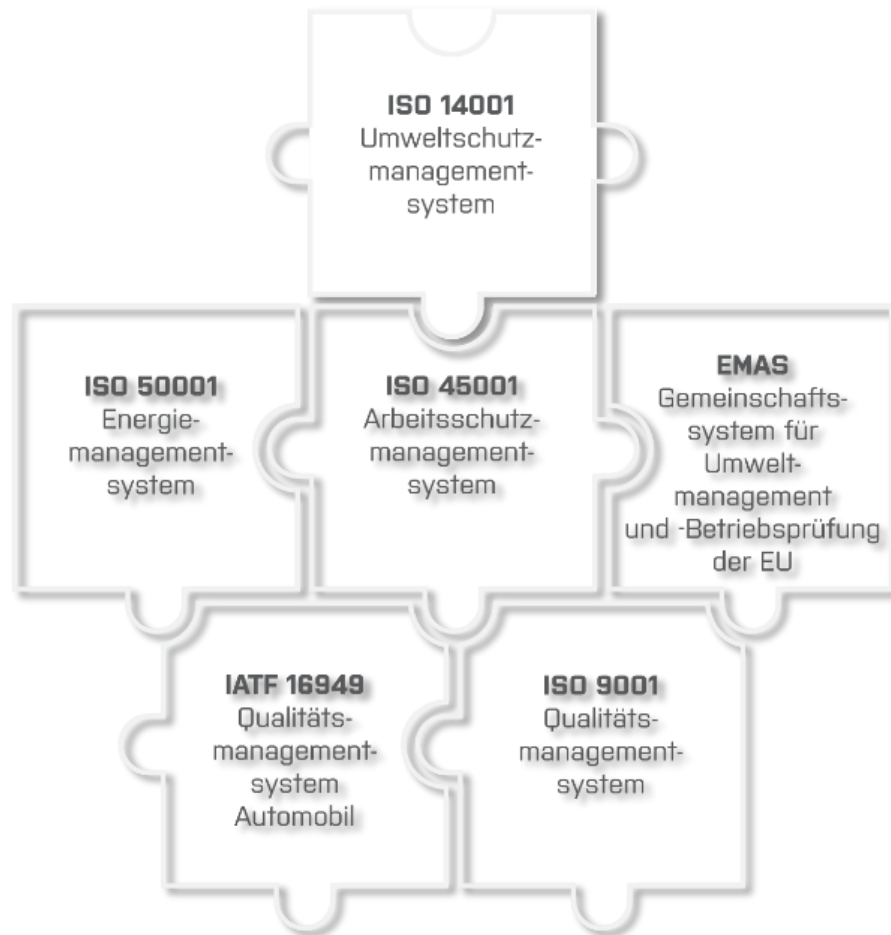 ISO 14001
Umweltschutz-
management-
system
ISO 50001
Energie-
management-
system
ISO 45001
Arbeitsschutz-
management-
system
EMAS
Gemeinschafts-
system für
Umwelt-
management
und -Betriebsprüfung
der EU
IATF 16949
Qualitäts-
management-
system
Automobil
ISO 9001
Qualitäts-
management-
system